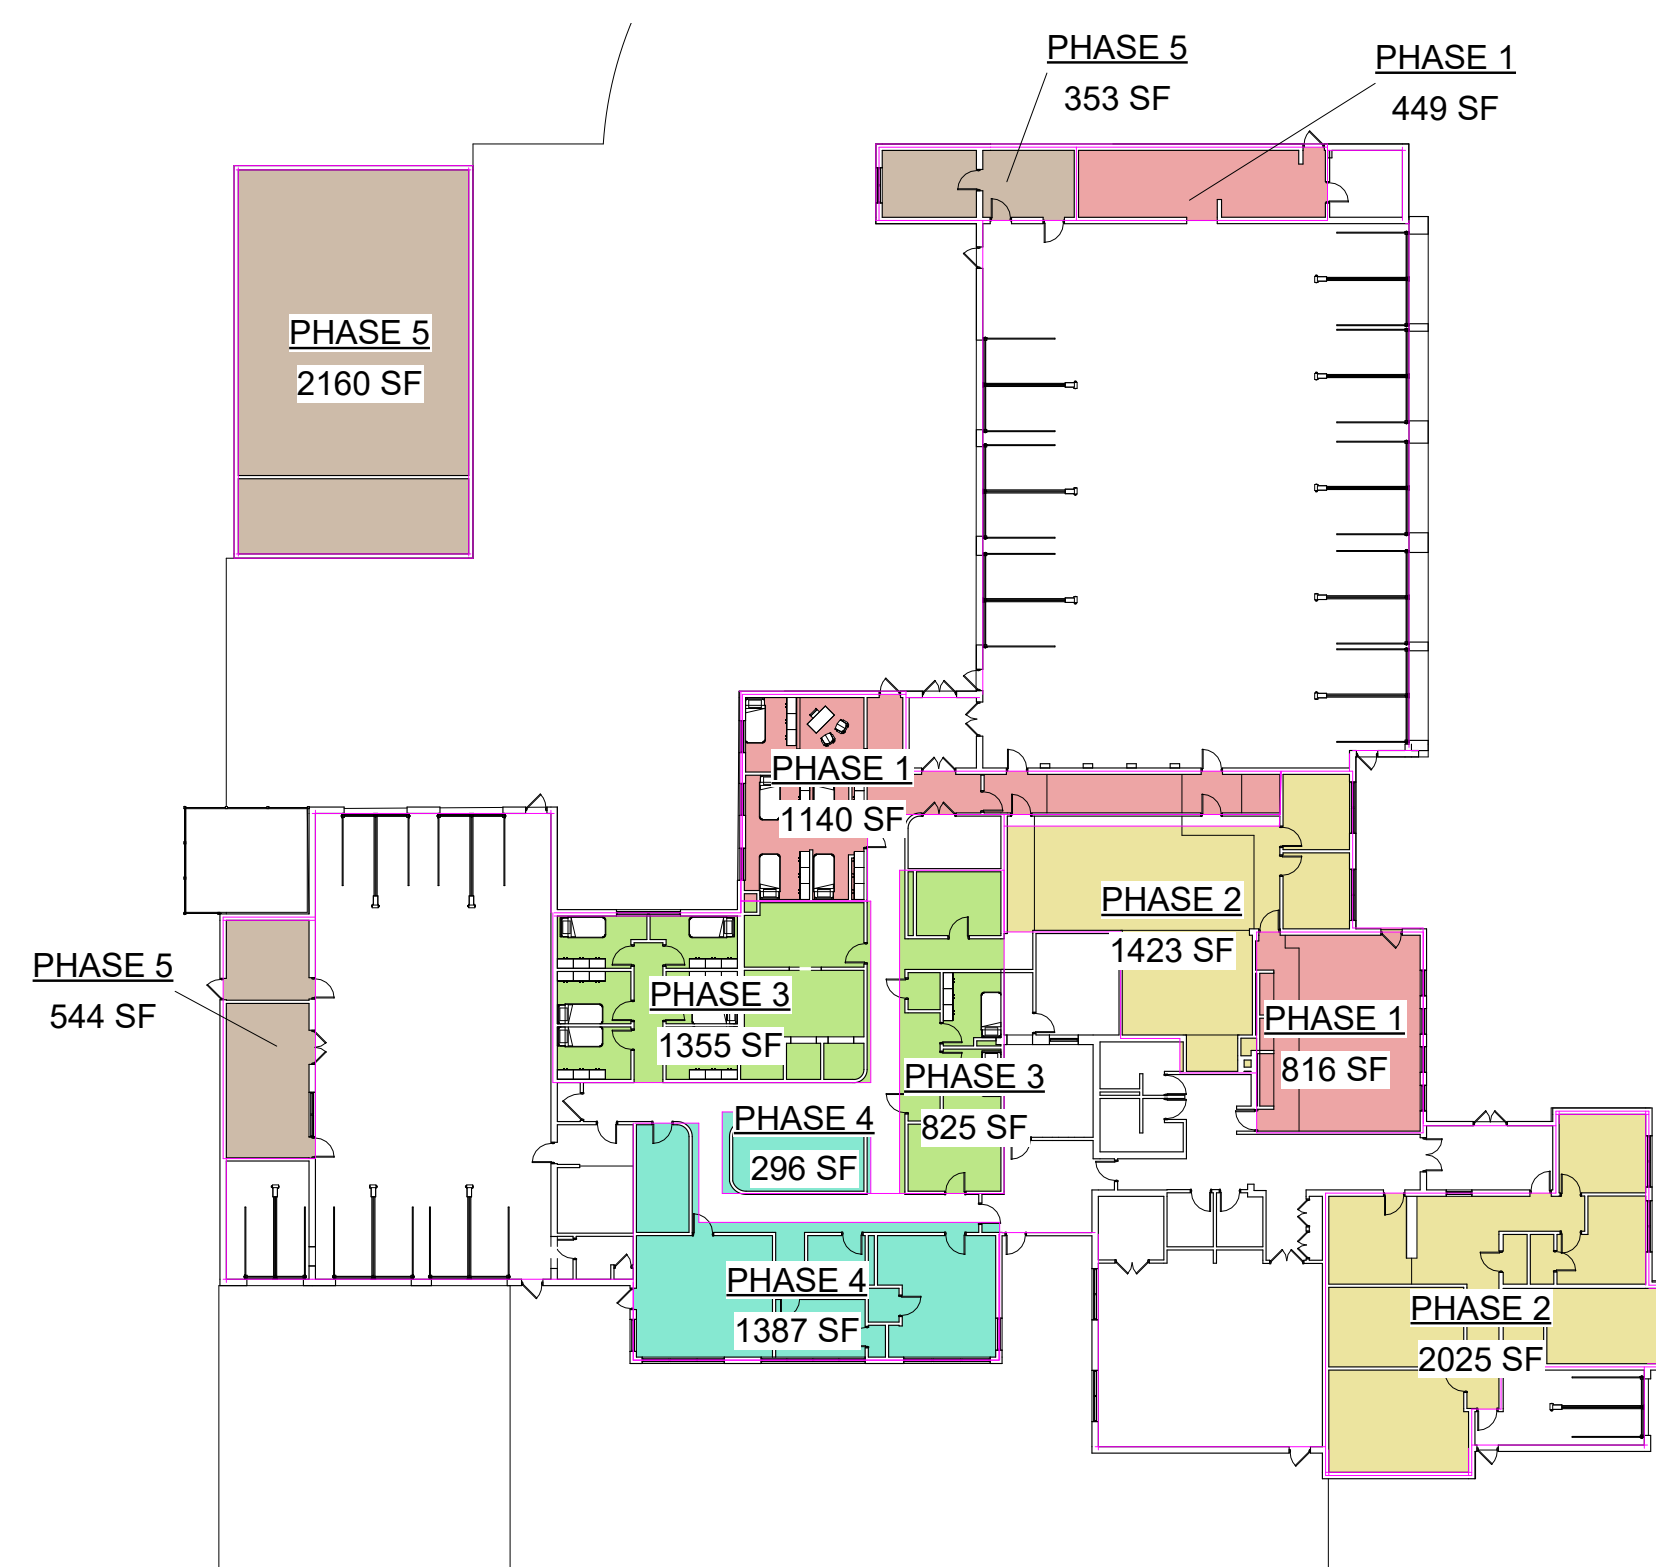 PHASE 5
353 SF
PHASE 1
449 SF
PHASE 5
2160 SF
PHASE 1
1140 SF
PHASE 2
1423 SF
PHASE 5
544 SF
PHASE 3
1355 SF
PHASE 1
816 SF
PHASE 3
825 SF
PHASE 4
296 SF
PHASE 4
1387 SF
PHASE 2
2025 SF